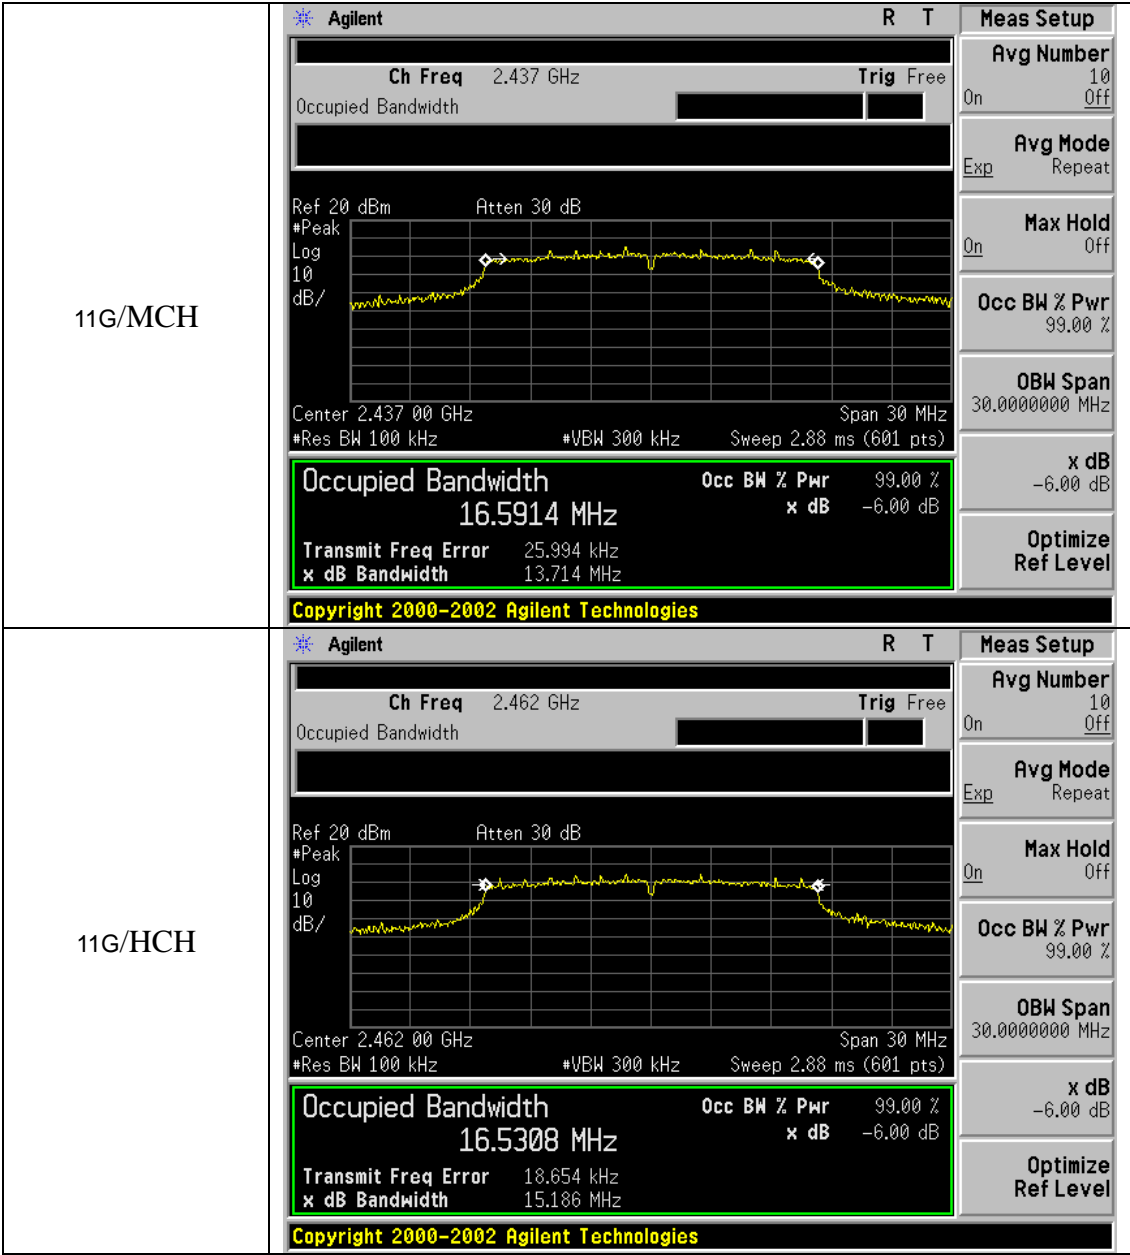 11G/MCH
Agilent R T
Ch Freq 2.437 GHz Trig Free
Occupied Bandwidth
Ref 20 dBm Atten 30 dB
#Peak
Log
10
dB/
Center 2.437 00 GHz Span 30 MHz
#Res BW 100 kHz #VBW 300 kHz Sweep 2.88 ms (601 pts)
Occupied Bandwidth Occ BW % Pwr 99.00 %
16.5914 MHz x dB -6.00 dB
Transmit Freq Error 25.994 kHz
x dB Bandwidth 13.714 MHz
Copyright 2000-2002 Agilent Technologies
Meas Setup
Avg Number
10
On Off
Avg Mode
Exp Repeat
Max Hold
On Off
Occ BW % Pwr
99.00 %
OBW Span
30.0000000 MHz
x dB
-6.00 dB
Optimize
Ref Level
11G/HCH
Agilent R T
Ch Freq 2.462 GHz Trig Free
Occupied Bandwidth
Ref 20 dBm Atten 30 dB
#Peak
Log
10
dB/
Center 2.462 00 GHz Span 30 MHz
#Res BW 100 kHz #VBW 300 kHz Sweep 2.88 ms (601 pts)
Occupied Bandwidth Occ BW % Pwr 99.00 %
16.5308 MHz x dB -6.00 dB
Transmit Freq Error 18.654 kHz
x dB Bandwidth 15.186 MHz
Copyright 2000-2002 Agilent Technologies
Meas Setup
Avg Number
10
On Off
Avg Mode
Exp Repeat
Max Hold
On Off
Occ BW % Pwr
99.00 %
OBW Span
30.0000000 MHz
x dB
-6.00 dB
Optimize
Ref Level